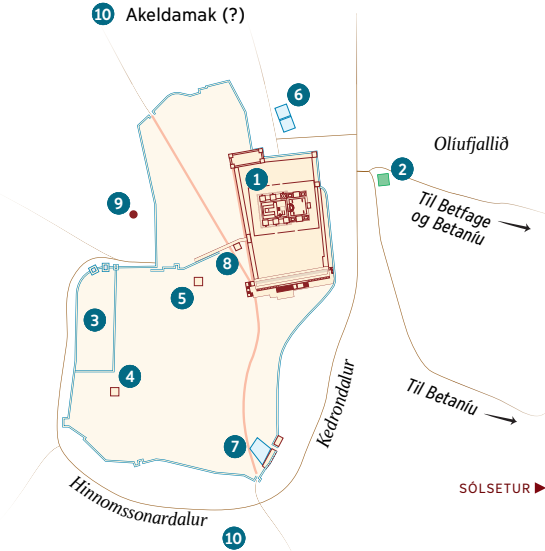 10 Akeldamak (?)
6
Olíufjallið
1
2
Til Betfage
og Betaníu
9
8
5
3
4
Kedrondalur
Til Betaníu
7
Hinnomssonardalur
SÓLSETUR
10